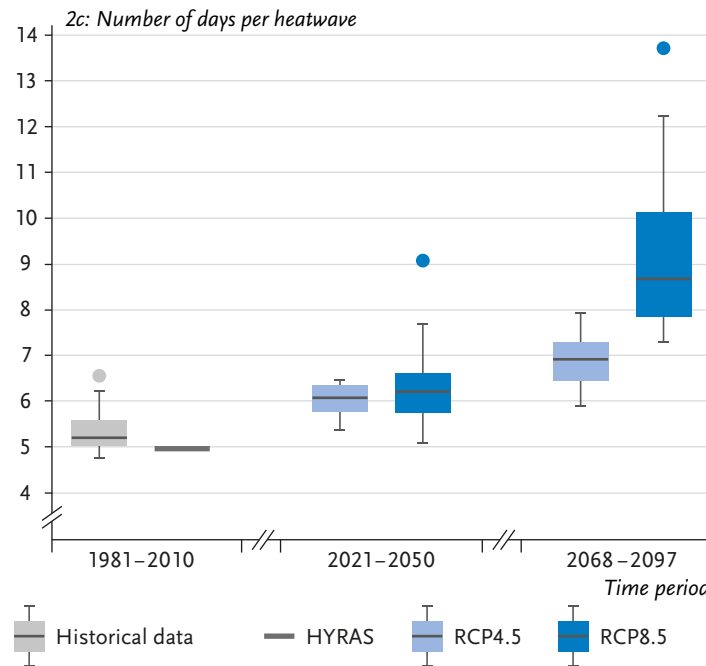 2c: Number of days per heatwave
14
13
12
11
10
9
8
7
6
5
4
1981–2010 2021–2050 2068–2097
Time period
Historical data HYRAS RCP4.5 RCP8.5